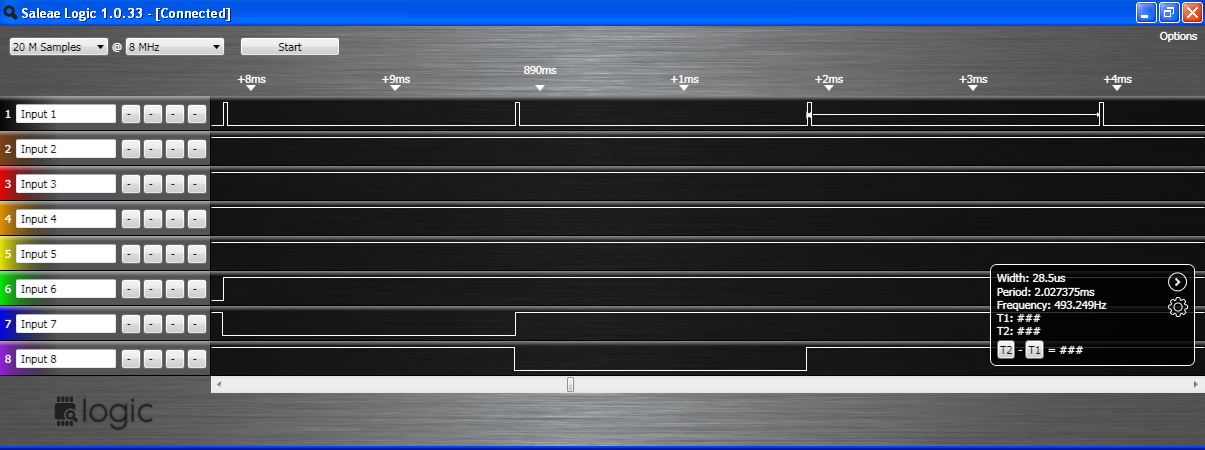 Saleae Logic 1.0.33 - [Connected]
Options
20 M Samples @ 8 MHz Start
+8ms +9ms 890ms +1ms +2ms +3ms +4ms
1 Input 1 - - - -
2 Input 2 - - - -
3 Input 3 - - - -
4 Input 4 - - - -
5 Input 5 - - - -
6 Input 6 - - - -
7 Input 7 - - - -
8 Input 8 - - - -
Width: 28.5us
Period: 2.027375ms
Frequency: 493.249Hz
T1: ###
T2: ###
T2 - T1 = ###
logic